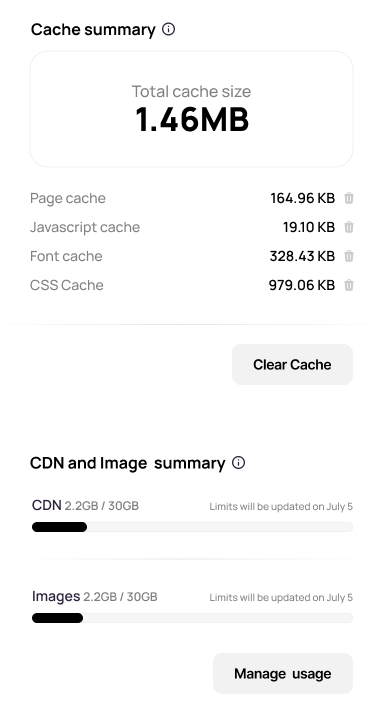 Cache summary
Total cache size
1.46MB
Page cache 164.96 KB
Javascript cache 19.10 KB
Font cache 328.43 KB
CSS Cache 979.06 KB
Clear Cache
CDN and Image summary
CDN 2.2GB / 30GB Limits will be updated on July 5
Images 2.2GB / 30GB Limits will be updated on July 5
Manage usage